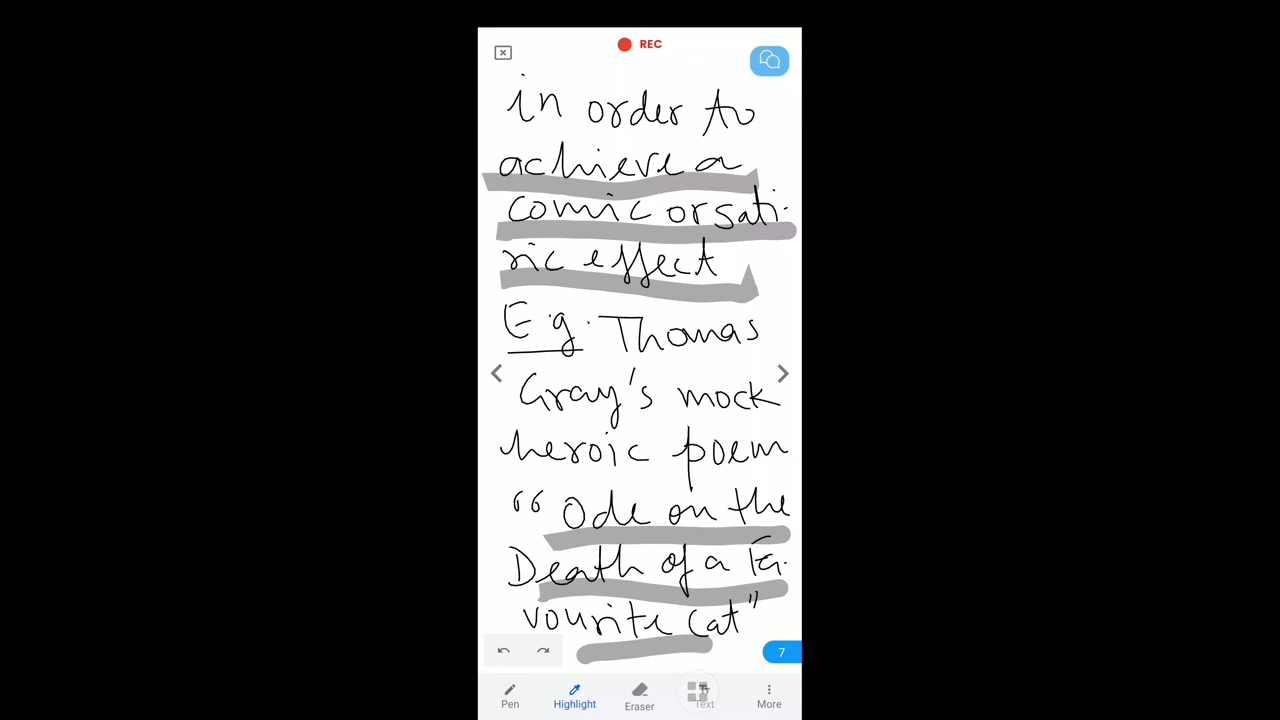 REC
in order to
achieve a
comic or sati-
ric effect
E.g. Thomas
Gray's mock
heroic poem
“Ode on the
Death of a Fa-
vourite Cat”
7
Pen
Highlight
Eraser
Text
More